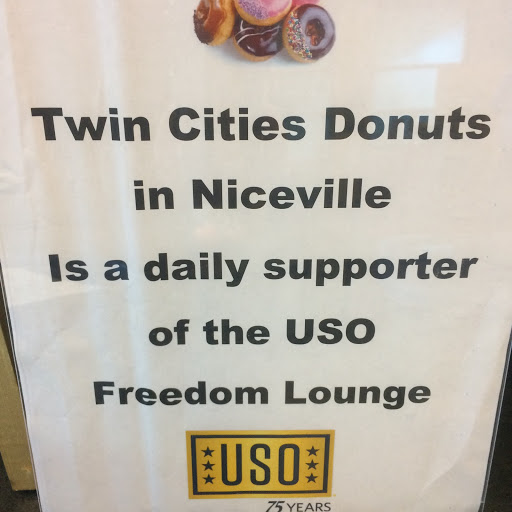 Twin Cities Donuts
in Niceville
Is a daily supporter
of the USO
Freedom Lounge
USO
75 YEARS